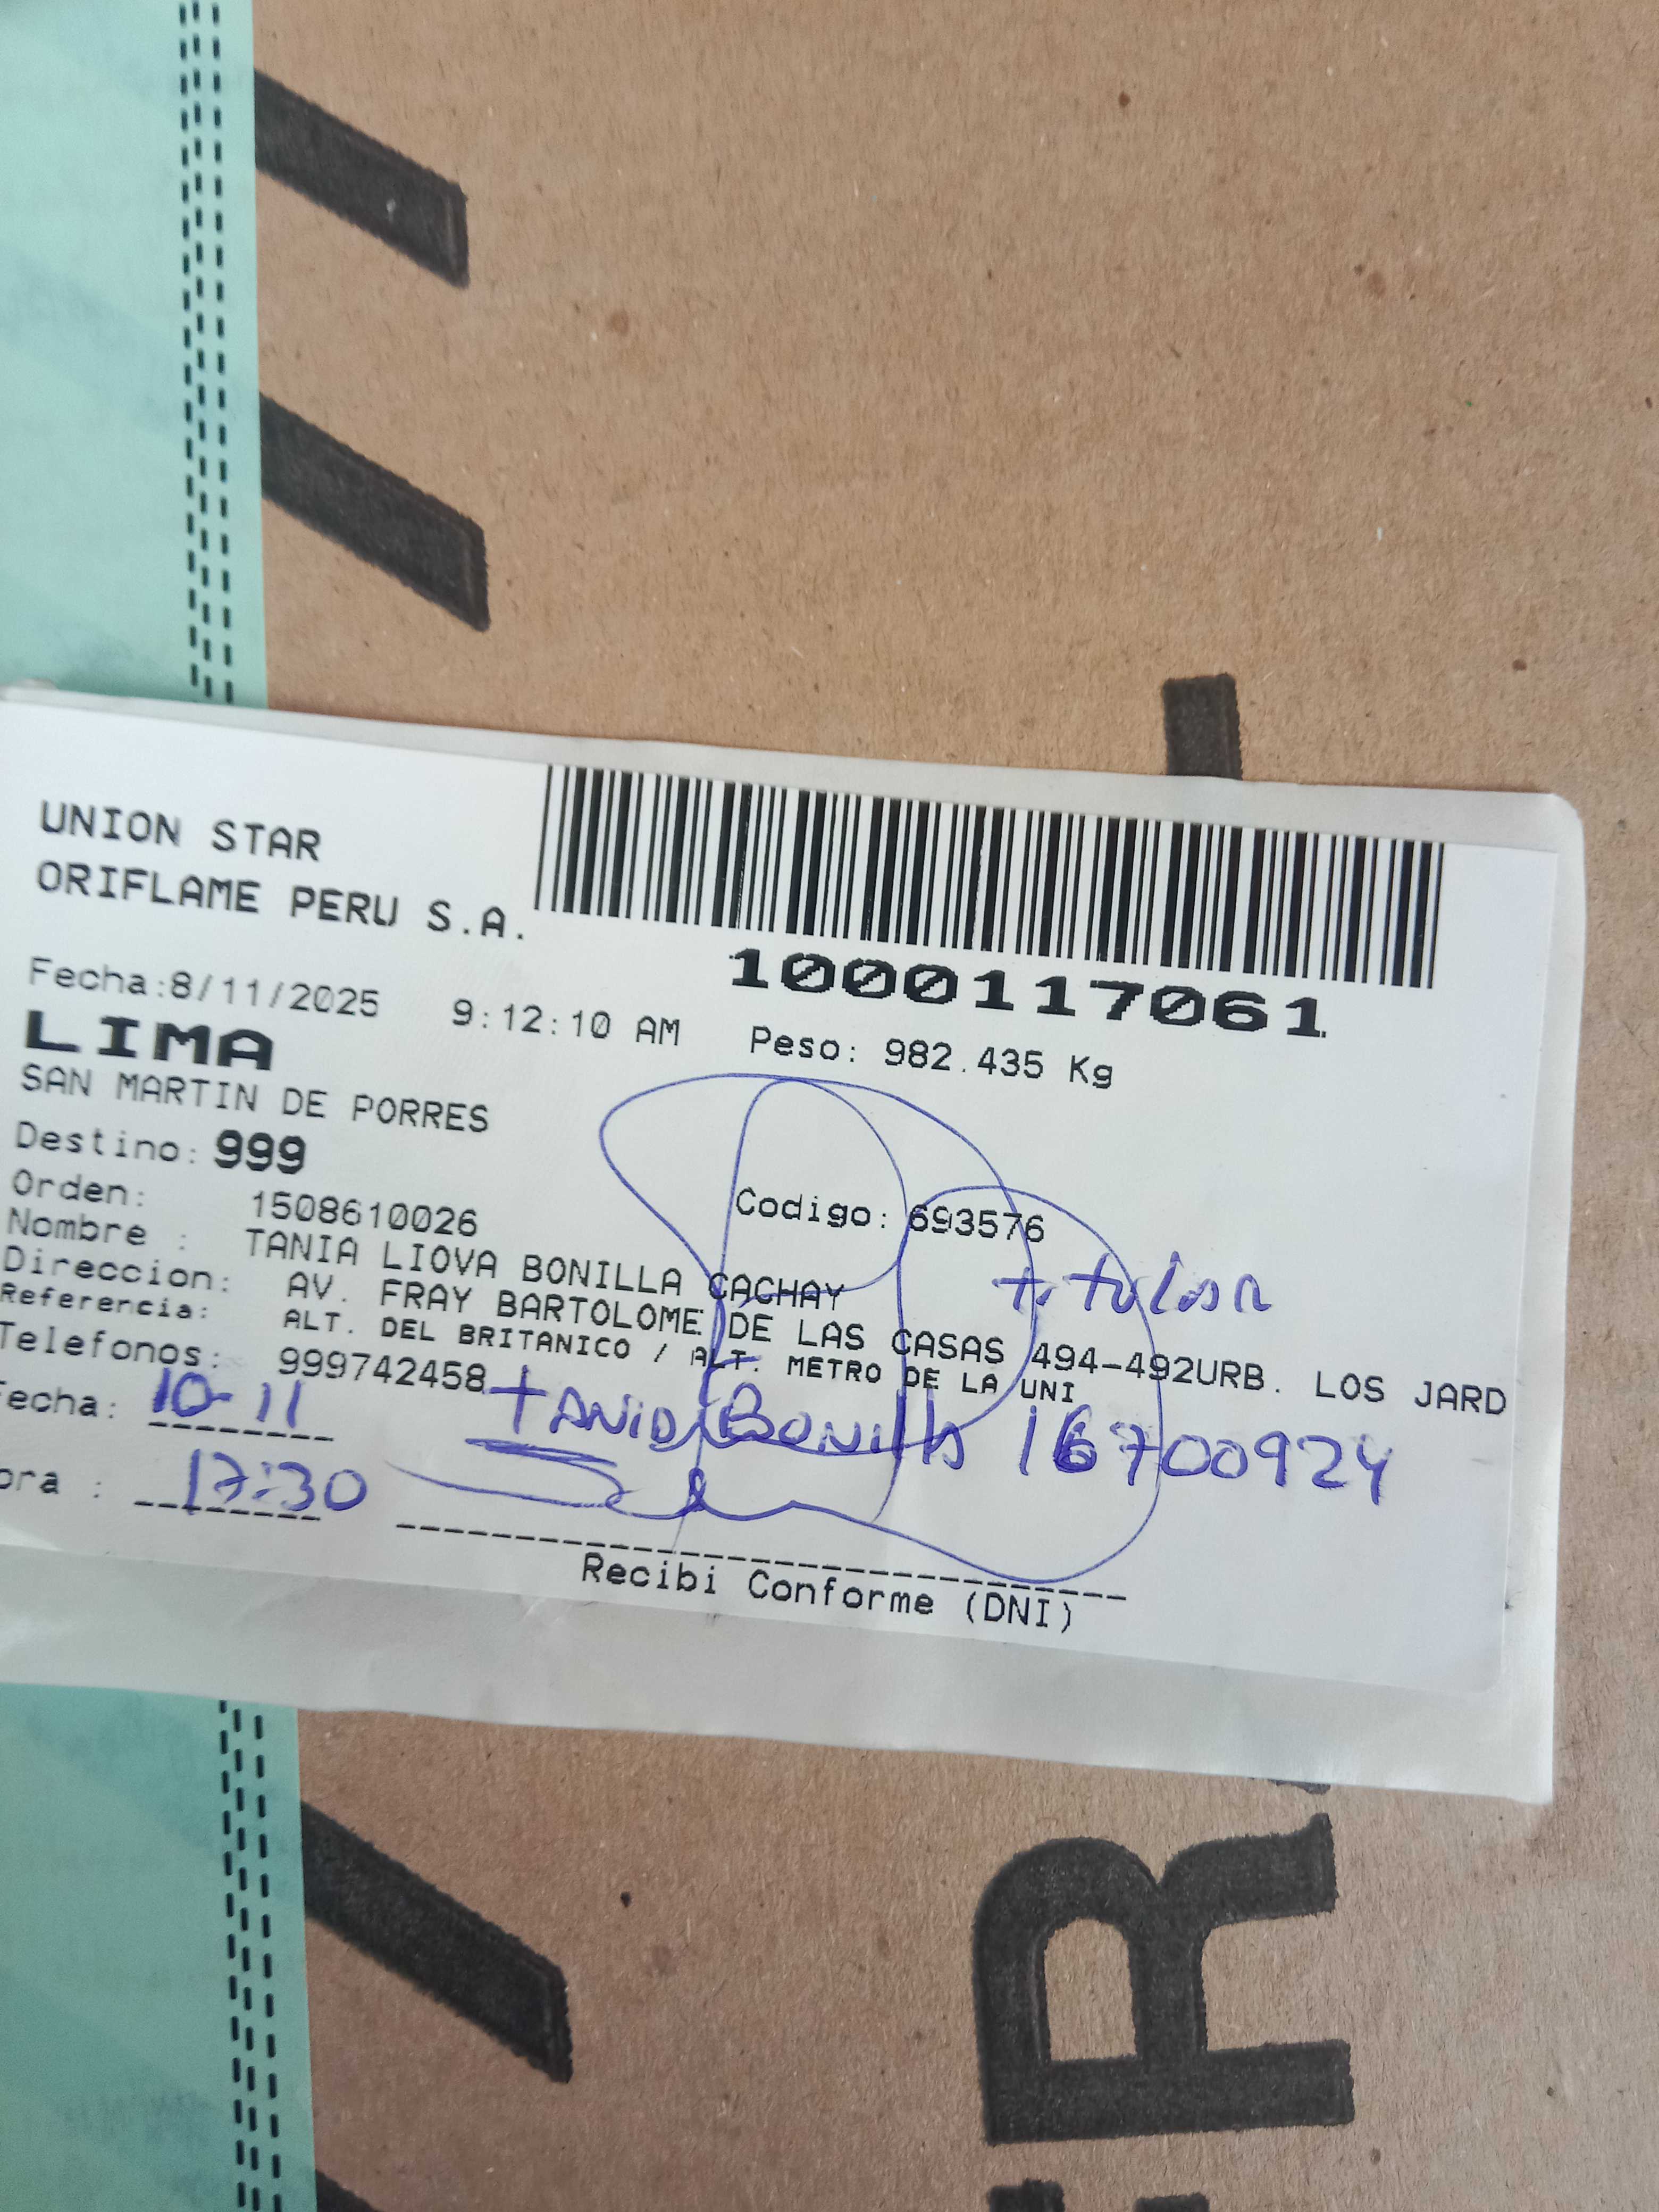 UNION STAR
ORIFLAME PERU S.A.
1000117061
Fecha:8/11/2025 9:12:10 AM Peso: 982.435 Kg
LIMA
SAN MARTIN DE PORRES
Destino: 999
Orden: 1508610026 Codigo: 693576
Nombre : TANIA LIOVA BONILLA CACHAY
titular
Direccion: AV. FRAY BARTOLOME DE LAS CASAS 494-492URB. LOS JARD
Referencia: ALT. DEL BRITANICO / ALT. METRO DE LA UNI
Telefonos: 999742458
echa: 10-11 TANIA BONILLA 16700924
ora : 17:30
Recibi Conforme (DNI)